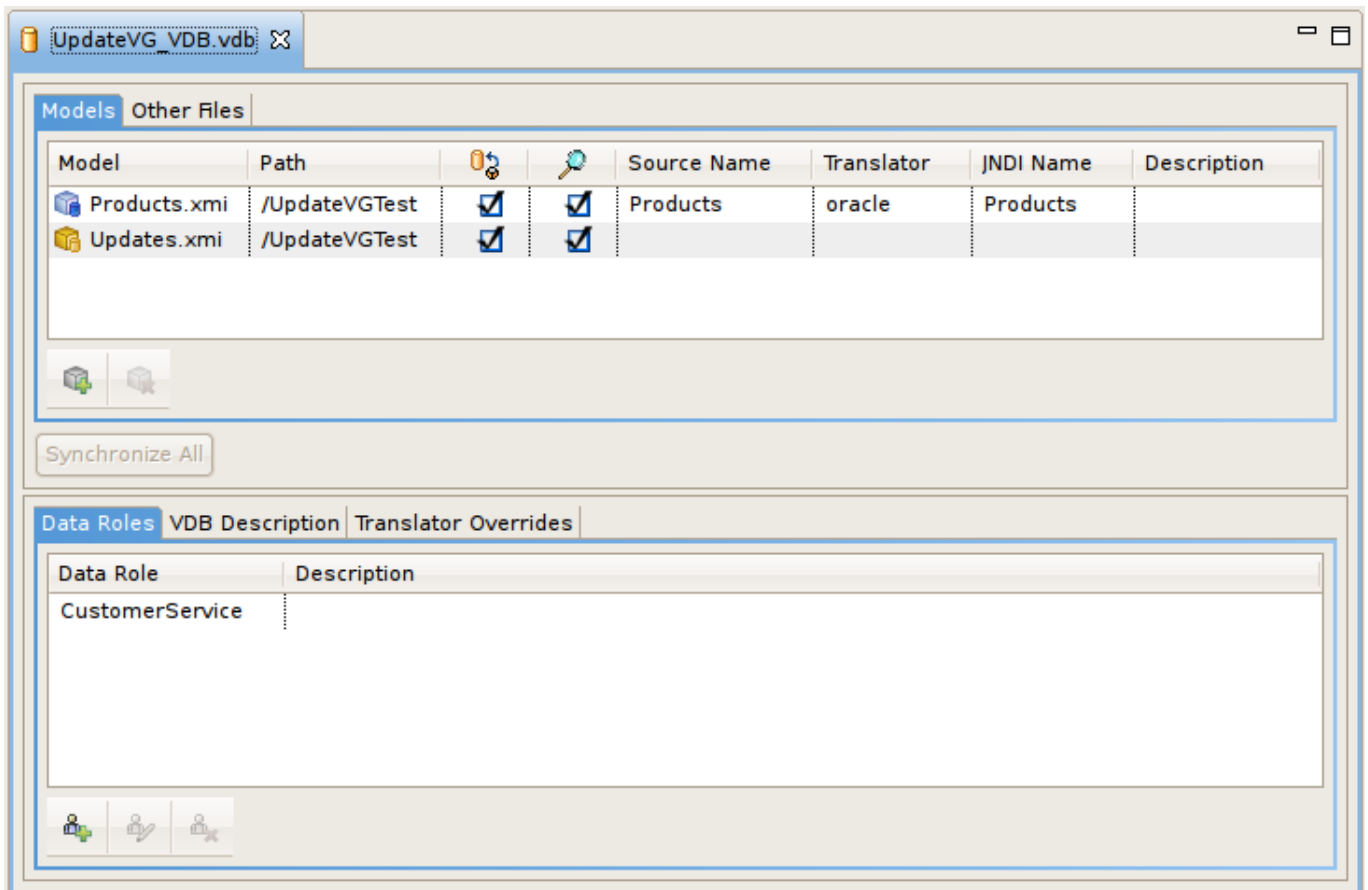 UpdateVG_VDB.vdb
Models Other Files
Model Path Source Name Translator JNDI Name Description
Products.xmi /UpdateVGTest Products oracle Products
Updates.xmi /UpdateVGTest
Synchronize All
Data Roles VDB Description Translator Overrides
Data Role Description
CustomerService